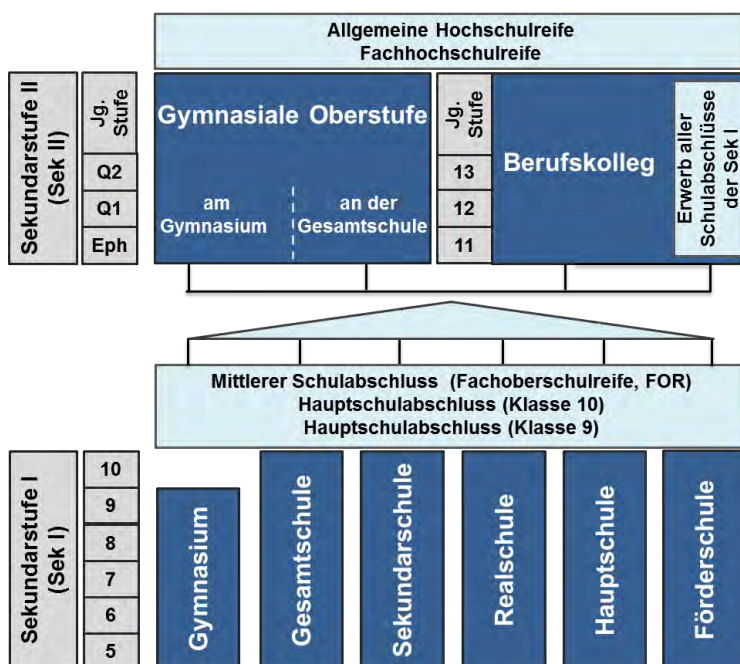 Allgemeine Hochschulreife
Fachhochschulreife
Sekundarstufe II
(Sek II)
Jg.
Stufe
Q2
Q1
Eph
Gymnasiale Oberstufe
am
Gymnasium
an der
Gesamtschule
Jg.
Stufe
13
12
11
Berufskolleg
Erwerb aller
Schulabschlüsse
der Sek I
Mittlerer Schulabschluss (Fachoberschulreife, FOR)
Hauptschulabschluss (Klasse 10)
Hauptschulabschluss (Klasse 9)
Sekundarstufe I
(Sek I)
10
9
8
7
6
5
Gymnasium
Gesamtschule
Sekundarschule
Realschule
Hauptschule
Förderschule